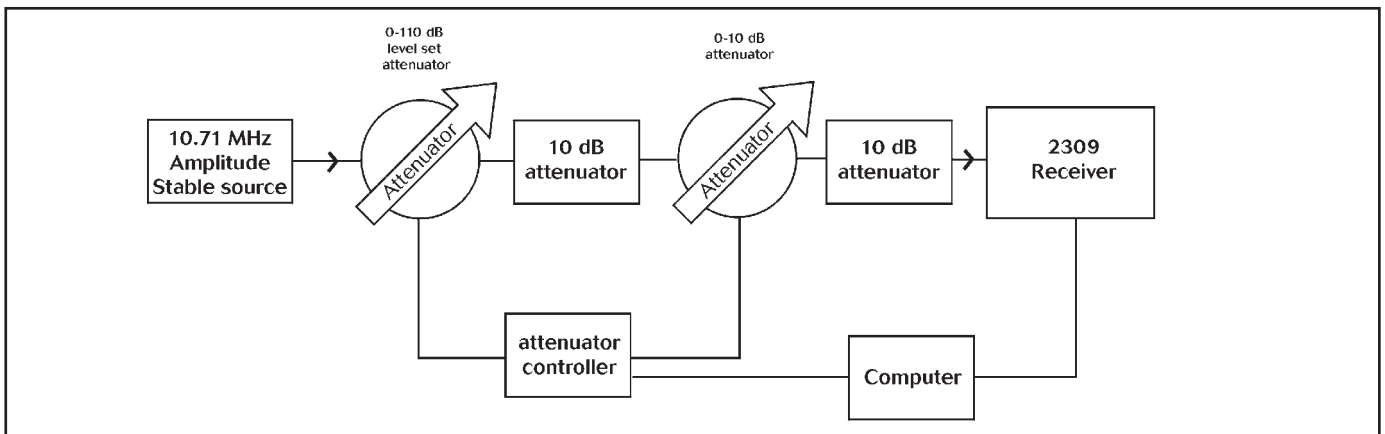 0-110 dB
level set
attenuator
0-10 dB
attenuator
10.71 MHz
Amplitude
Stable source
Attenuator
10 dB
attenuator
Attenuator
10 dB
attenuator
2309
Receiver
attenuator
controller
Computer